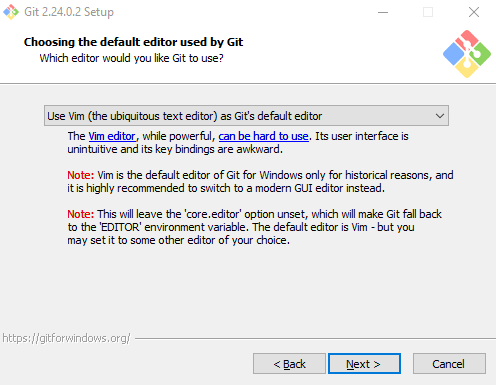 Git 2.24.0.2 Setup
Choosing the default editor used by Git
Which editor would you like Git to use?
Use Vim (the ubiquitous text editor) as Git's default editor
The Vim editor, while powerful, can be hard to use. Its user interface is
unintuitive and its key bindings are awkward.
Note: Vim is the default editor of Git for Windows only for historical reasons, and
it is highly recommended to switch to a modern GUI editor instead.
Note: This will leave the 'core.editor' option unset, which will make Git fall back
to the 'EDITOR' environment variable. The default editor is Vim - but you
may set it to some other editor of your choice.
https://gitforwindows.org/
< Back
Next >
Cancel